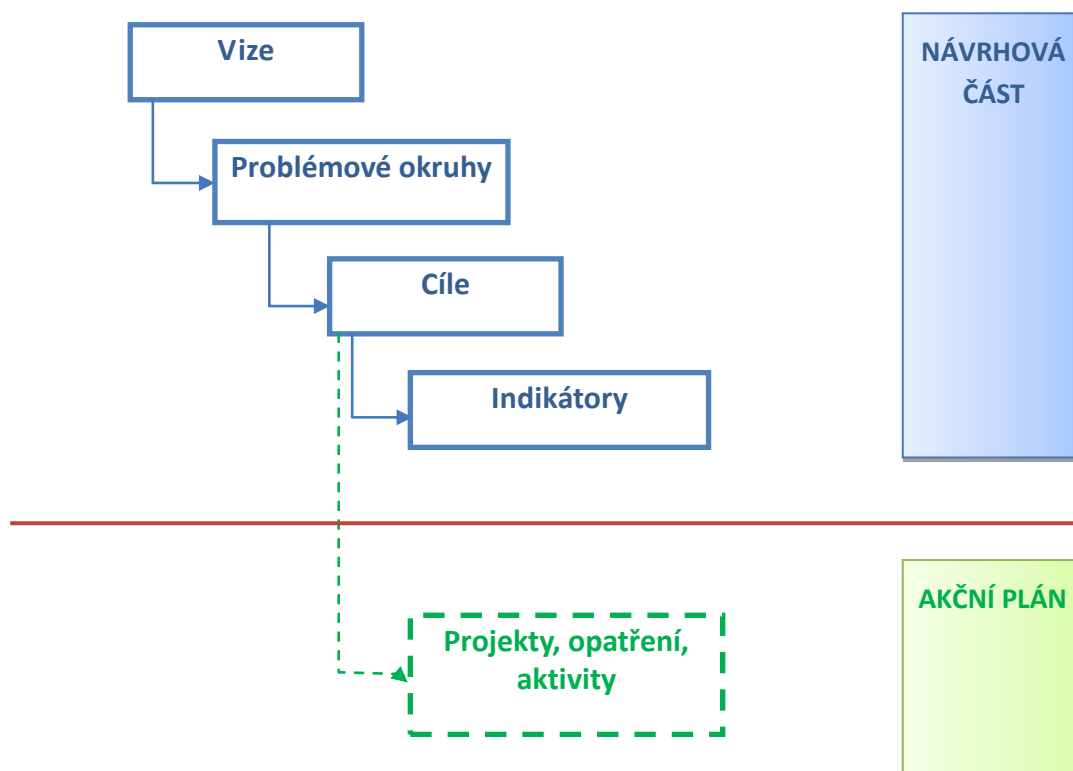 Vize
Problémové okruhy
Cíle
Indikátory
NÁVRHOVÁ
ČÁST
Projekty, opatření,
aktivity
AKČNÍ PLÁN